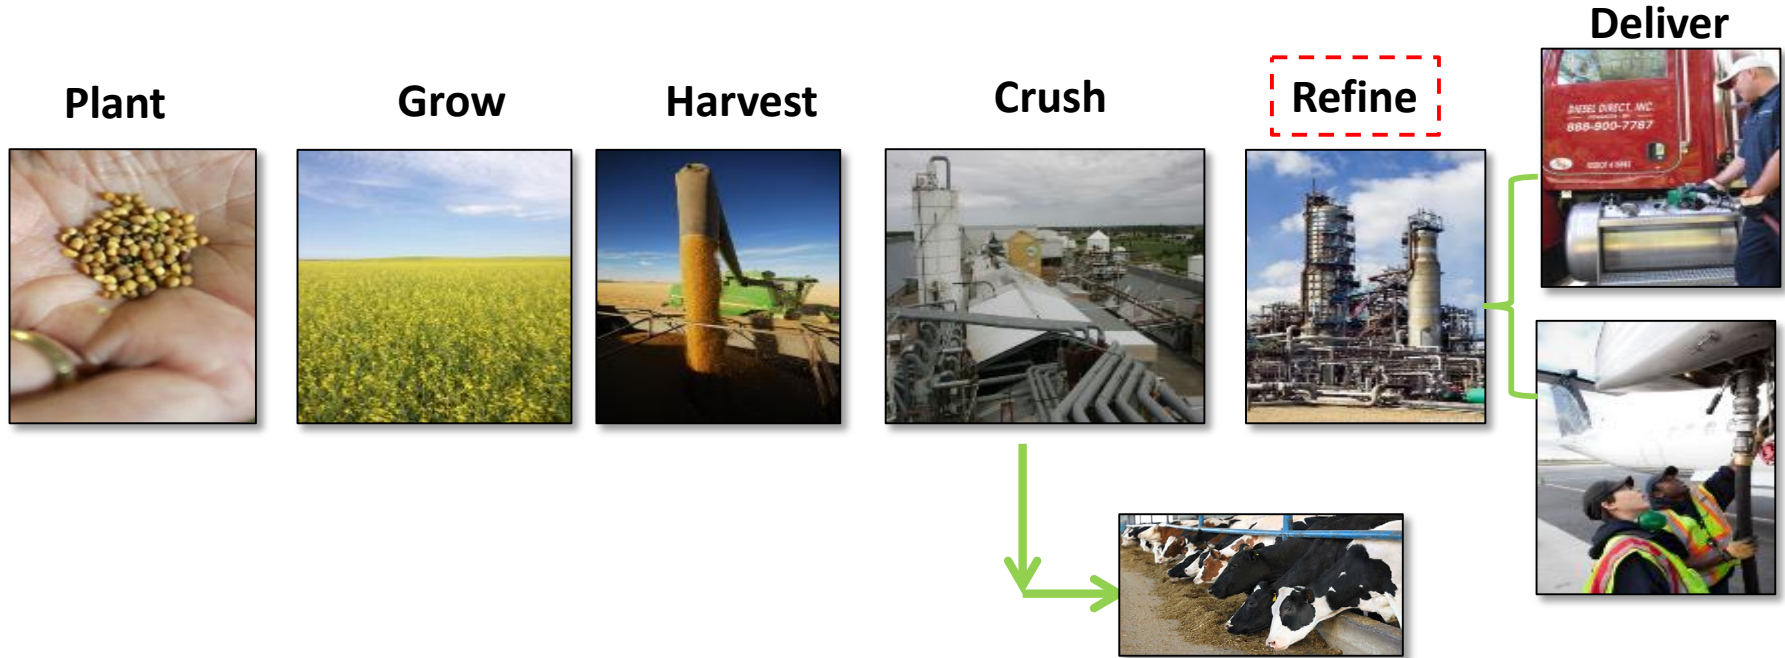 Plant
Grow
Harvest
Crush
Refine
Deliver
DIESEL DIRECT, INC.
888-900-7787